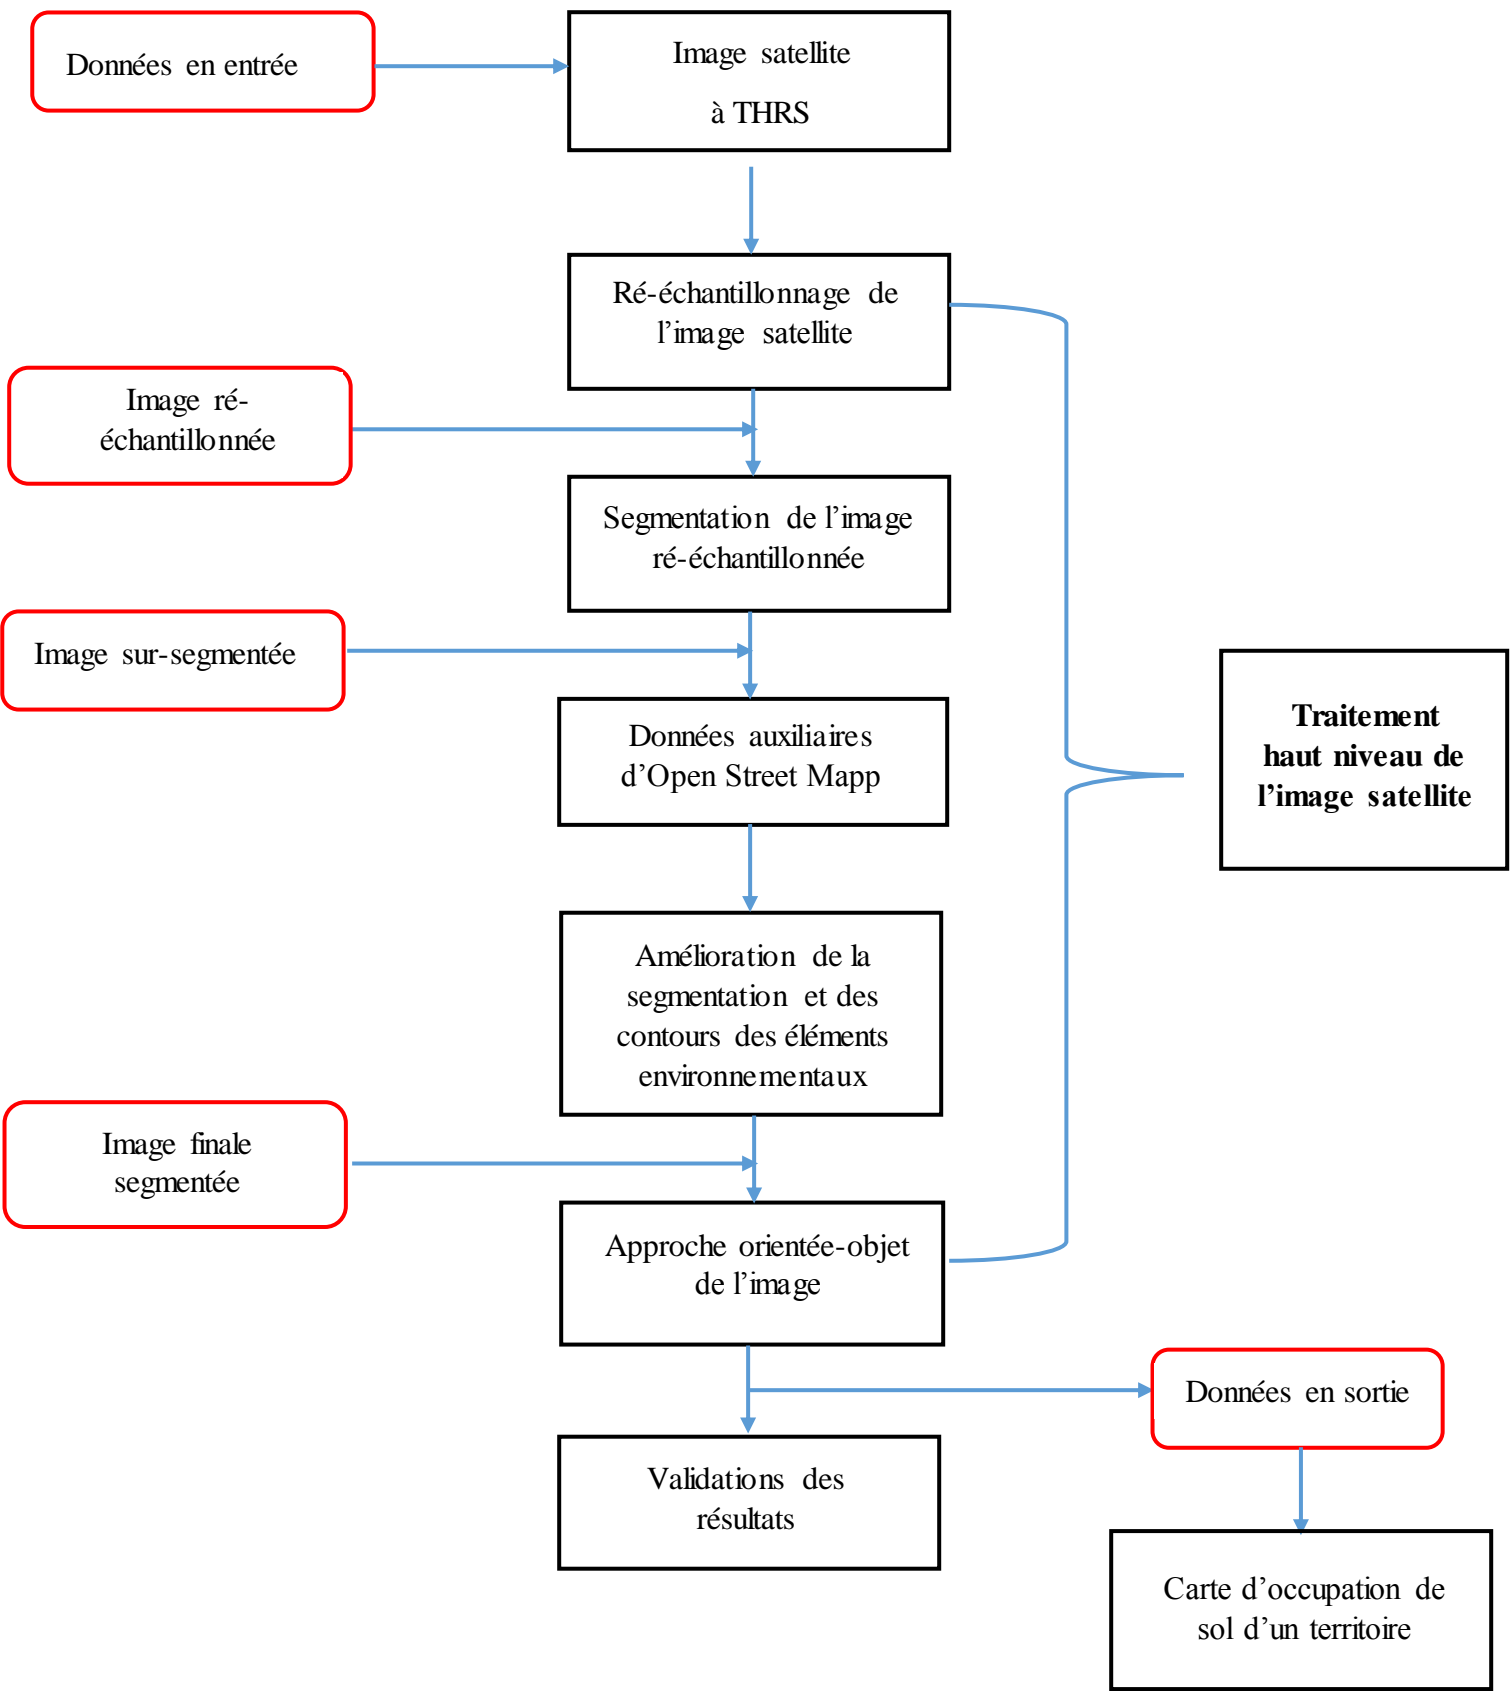 Données en entrée
Image satellite
à THRS
Ré-échantillonnage de
l’image satellite
Image ré-
échantillonnée
Segmentation de l’image
ré-échantillonnée
Image sur-segmentée
Données auxiliaires
d’Open Street Mapp
Traitement
haut niveau de
l’image satellite
Amélioration de la
segmentation et des
contours des éléments
environnementaux
Image finale
segmentée
Approche orientée-objet
de l’image
Données en sortie
Validations des
résultats
Carte d’occupation de
sol d’un territoire